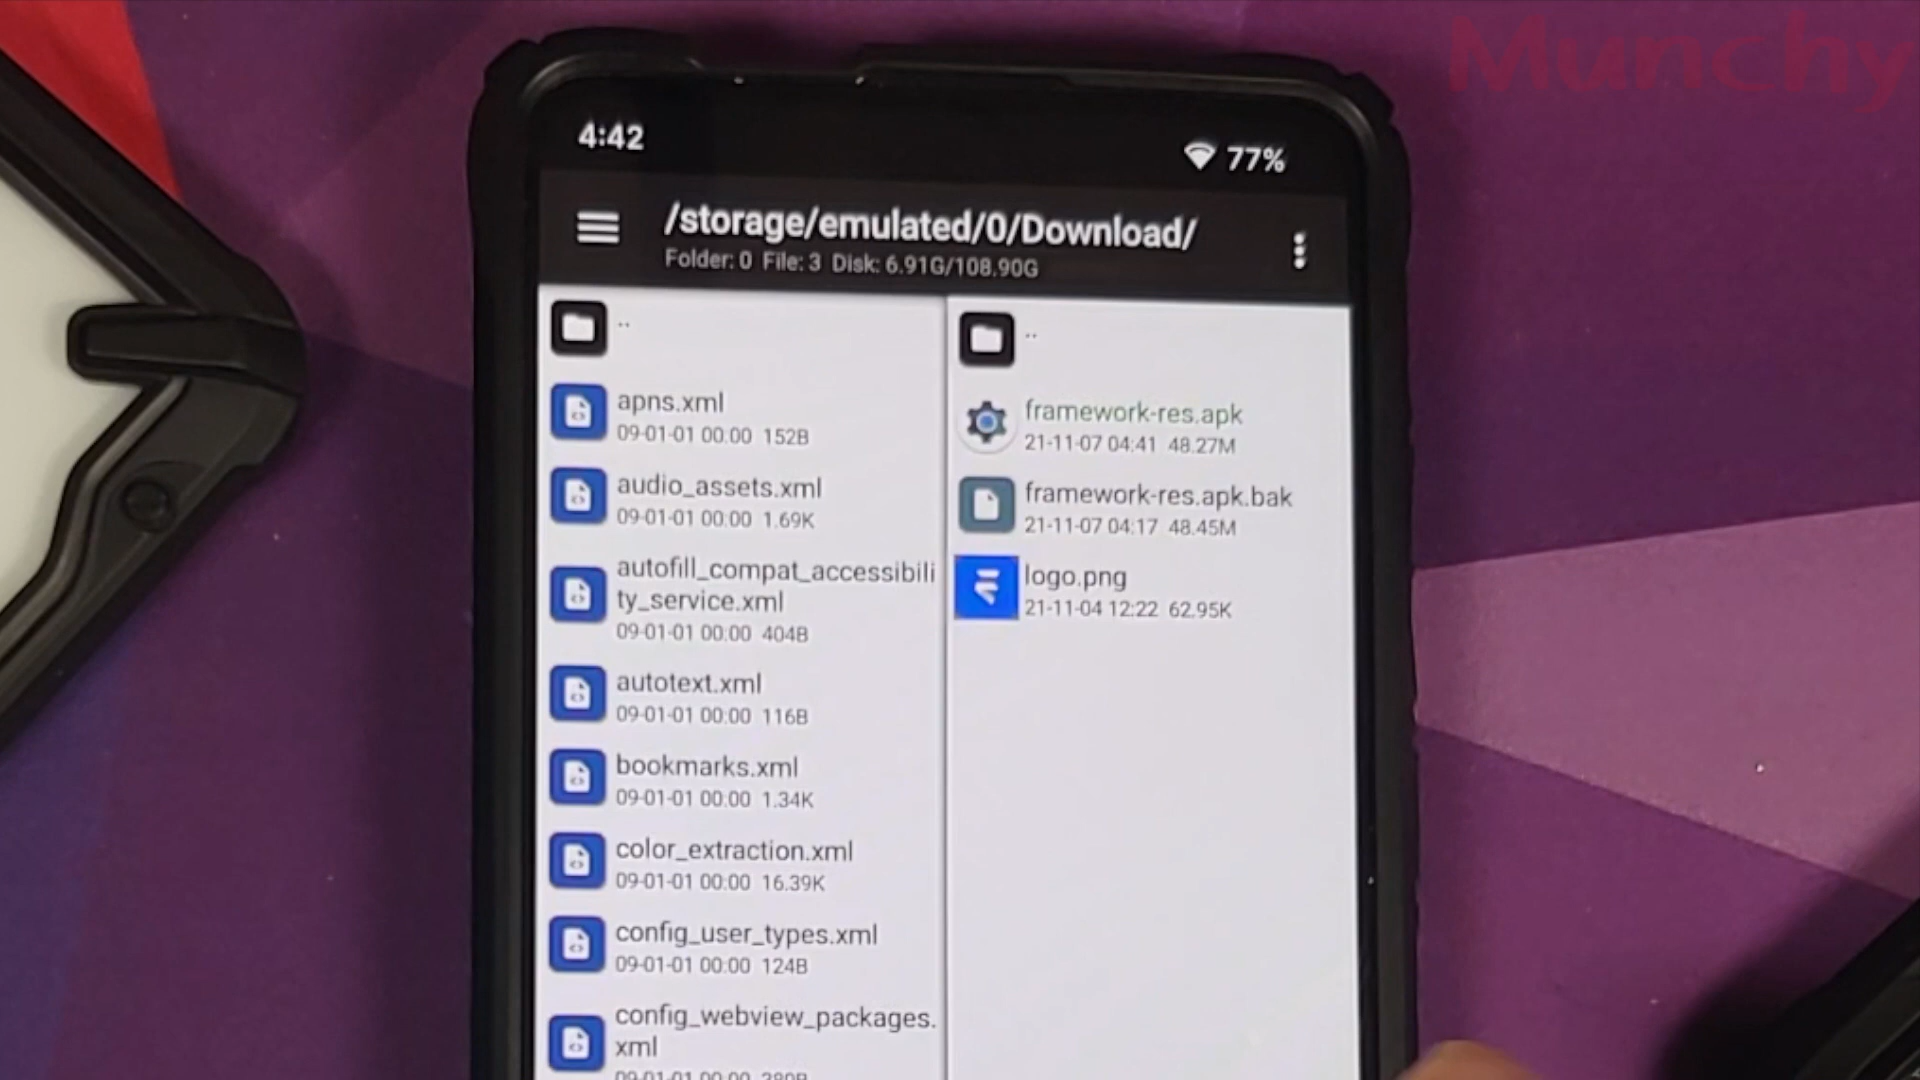 Munchy
4:42
77%
/storage/emulated/0/Download/
Folder: 0 File: 3 Disk: 6.91G/108.90G
..
apns.xml
09-01-01 00:00 152B
audio_assets.xml
09-01-01 00:00 1.69K
autofill_compat_accessibili
ty_service.xml
09-01-01 00:00 404B
autotext.xml
09-01-01 00:00 116B
bookmarks.xml
09-01-01 00:00 1.34K
color_extraction.xml
09-01-01 00:00 16.39K
config_user_types.xml
09-01-01 00:00 124B
config_webview_packages.
xml
..
framework-res.apk
21-11-07 04:41 48.27M
framework-res.apk.bak
21-11-07 04:17 48.45M
logo.png
21-11-04 12:22 62.95K